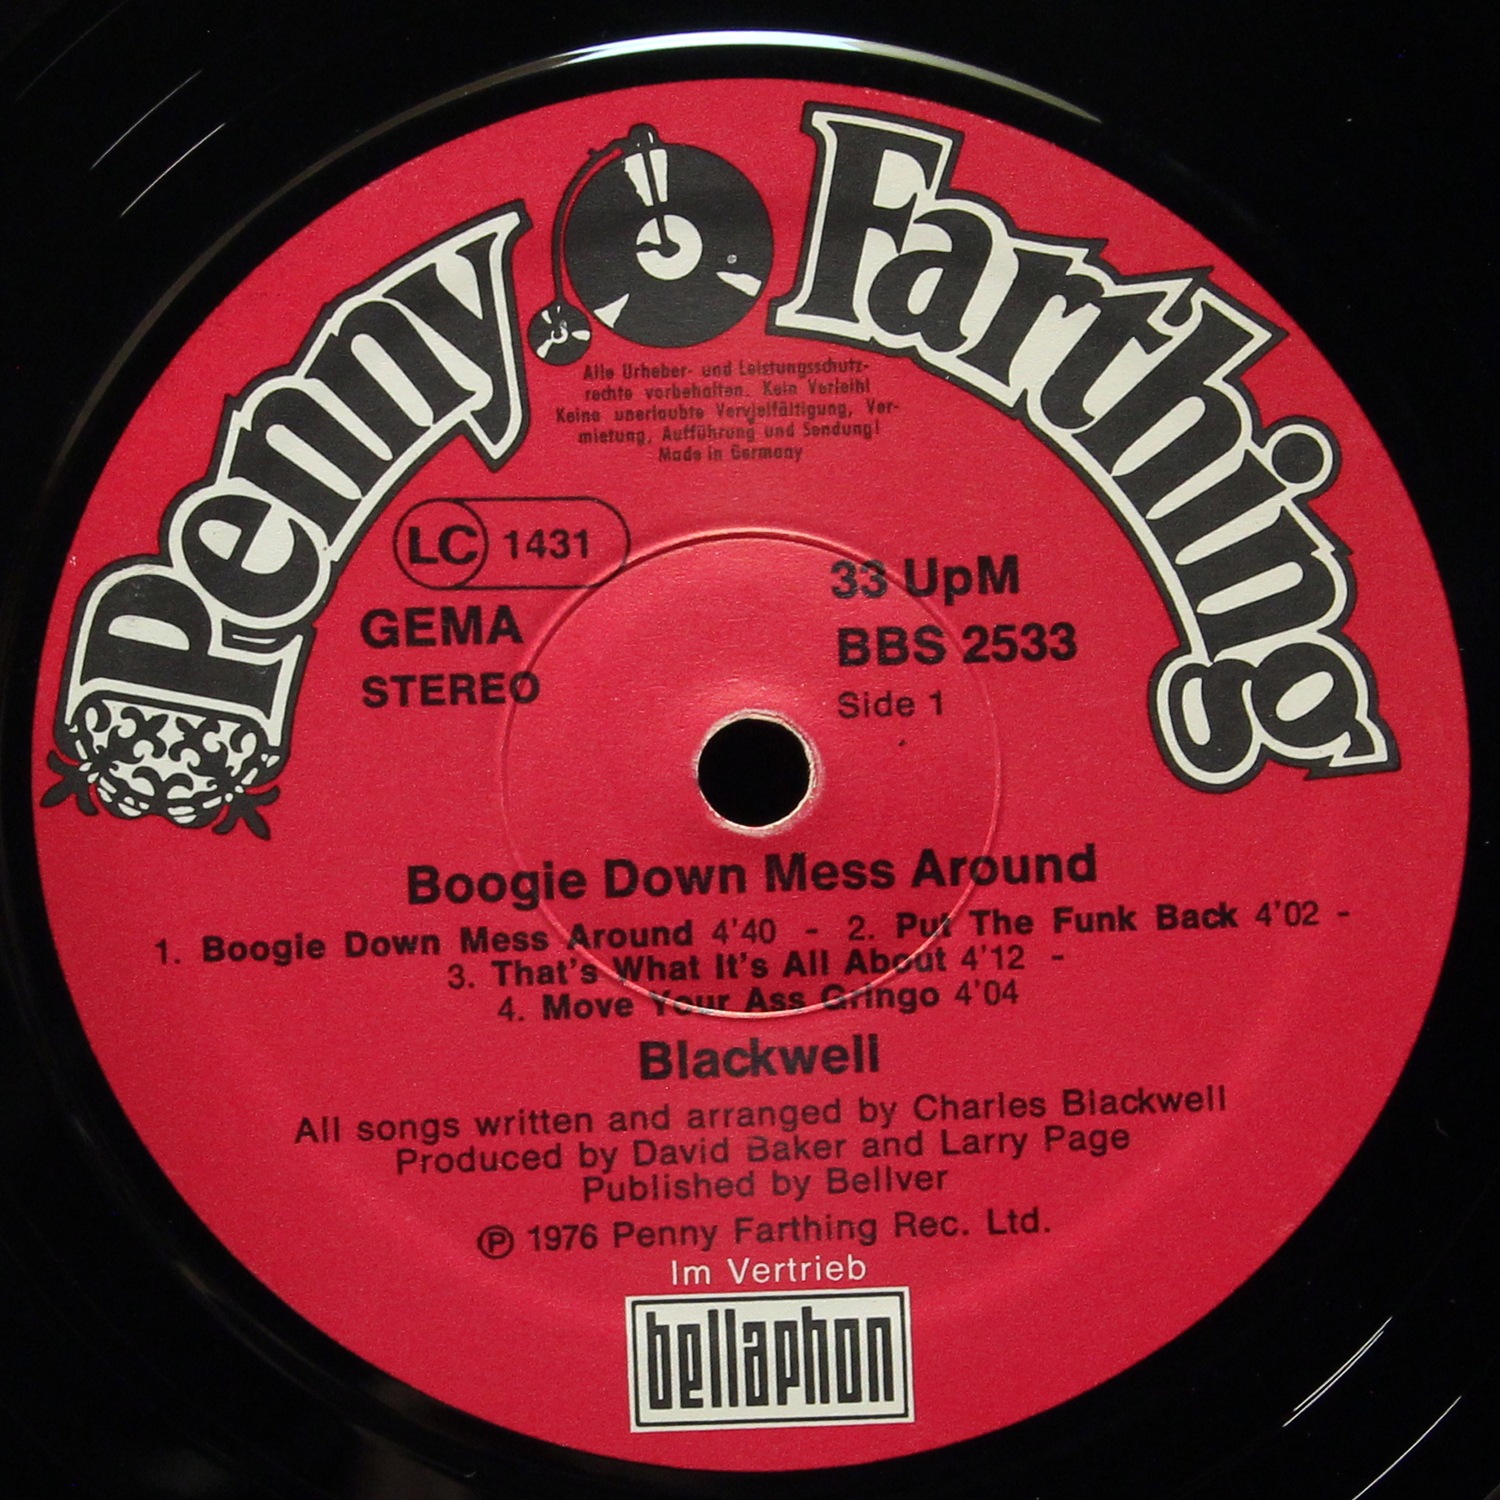 Penny Farthing
Alle Urheber- und Leistungsschutz-
rechte vorbehalten. Kein Verleih!
Keine unerlaubte Vervielfältigung, Ver-
mietung, Aufführung und Sendung!
Made in Germany
LC 1431
GEMA
STEREO
33 UpM
BBS 2533
Side 1
Boogie Down Mess Around
1. Boogie Down Mess Around 4'40 - 2. Put The Funk Back 4'02 -
3. That's What It's All About 4'12 -
4. Move Your Ass Gringo 4'04
Blackwell
All songs written and arranged by Charles Blackwell
Produced by David Baker and Larry Page
Published by Bellver
℗ 1976 Penny Farthing Rec. Ltd.
Im Vertrieb
bellaphon